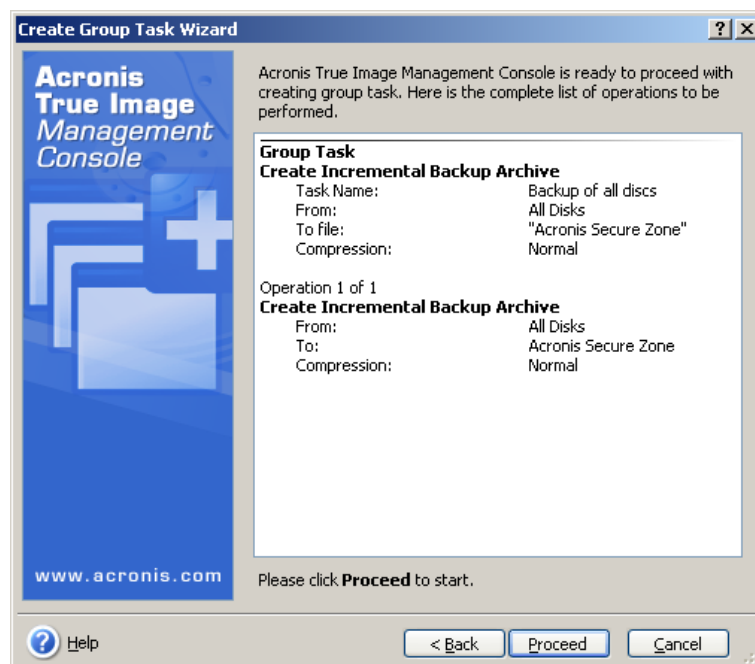 Create Group Task Wizard
Acronis
True Image
Management
Console
www.acronis.com
Acronis True Image Management Console is ready to proceed with
creating group task. Here is the complete list of operations to be
performed.
Group Task
Create Incremental Backup Archive
Task Name: Backup of all discs
From: All Disks
To file: "Acronis Secure Zone"
Compression: Normal
Operation 1 of 1
Create Incremental Backup Archive
From: All Disks
To: Acronis Secure Zone
Compression: Normal
Please click Proceed to start.
Help
< Back
Proceed
Cancel